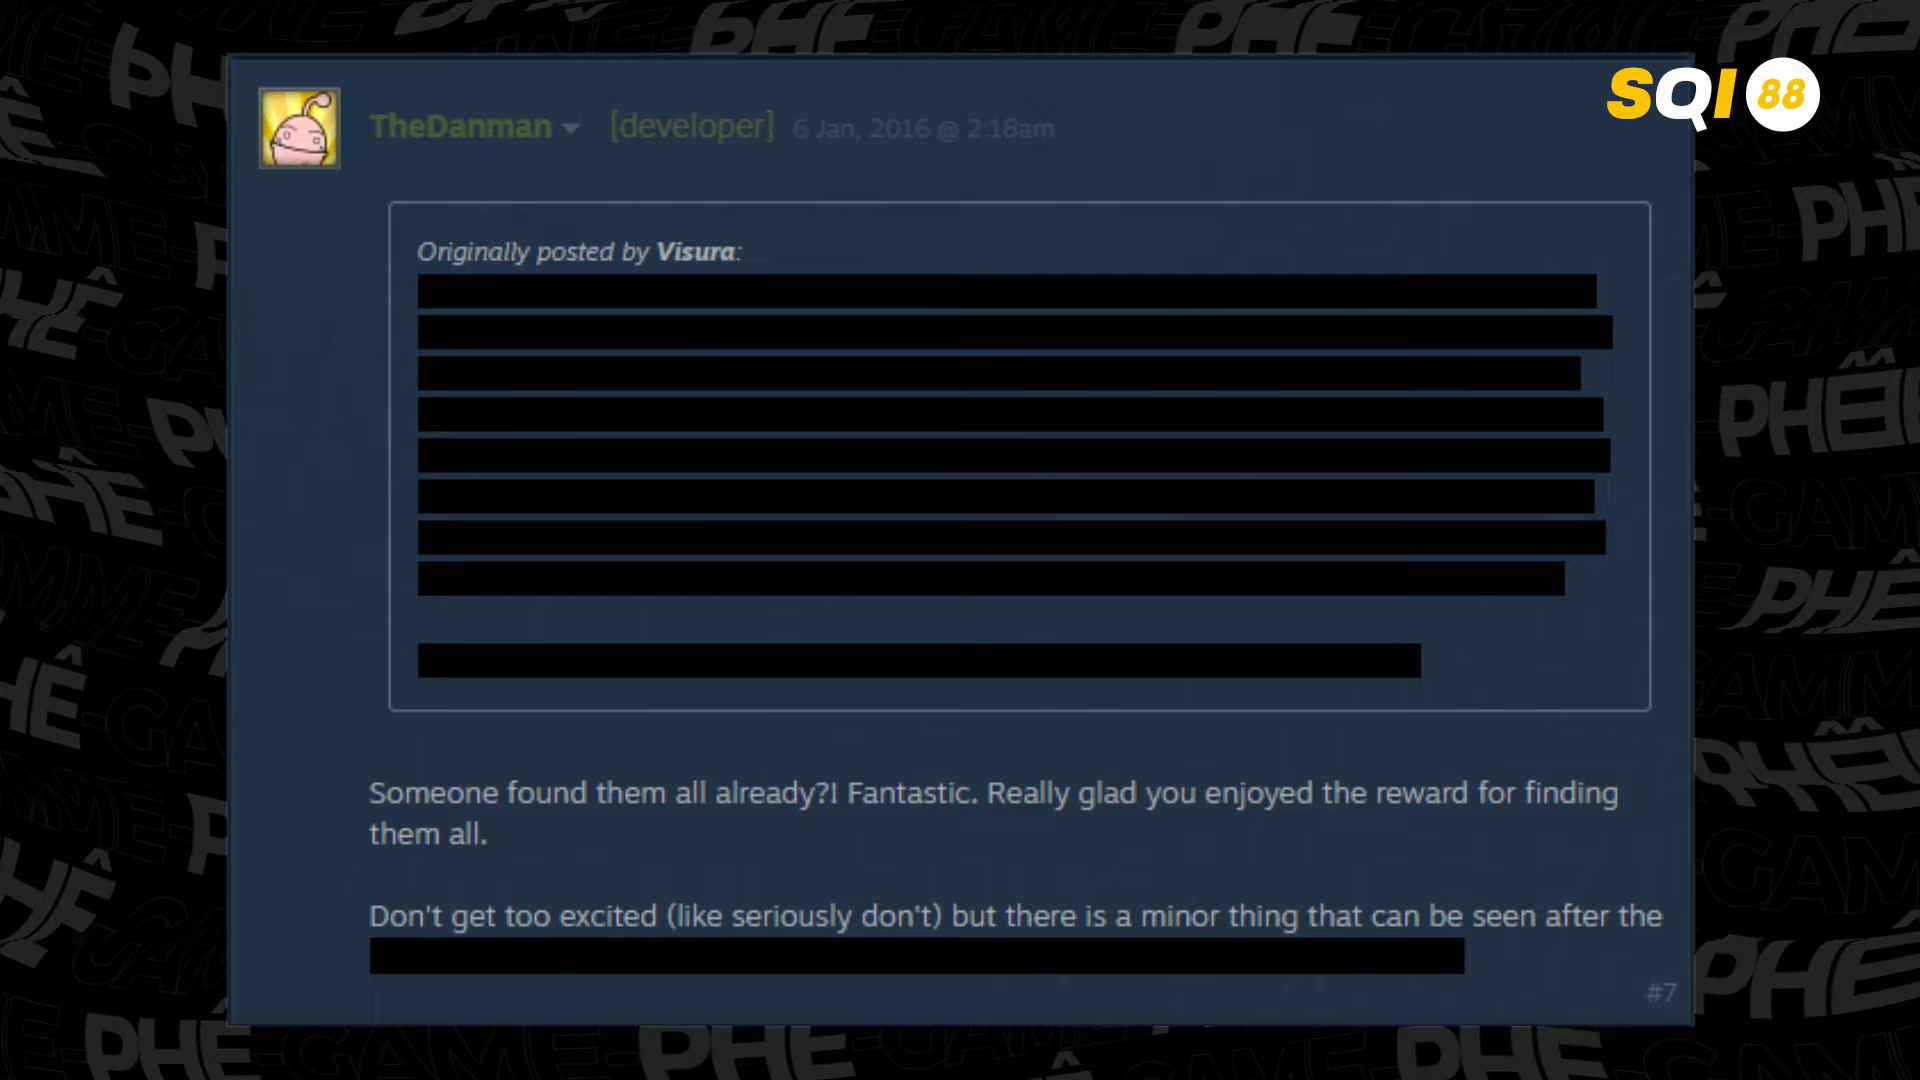 SQI 88
TheDanman [developer] 6 Jan, 2016 @ 2:18am
Originally posted by Visura:
Someone found them all already?! Fantastic. Really glad you enjoyed the reward for finding
them all.
Don't get too excited (like seriously don't) but there is a minor thing that can be seen after the
#7
PHÊ
GAME